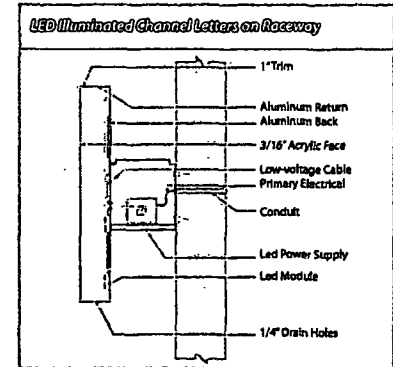 LED Illuminated Channel Letters on Raceway
1" Trim
Aluminum Return
Aluminum Back
3/16" Acrylic Face
Low-voltage Cable
Primary Electrical
Conduit
Led Power Supply
Led Module
1/4" Drain Holes